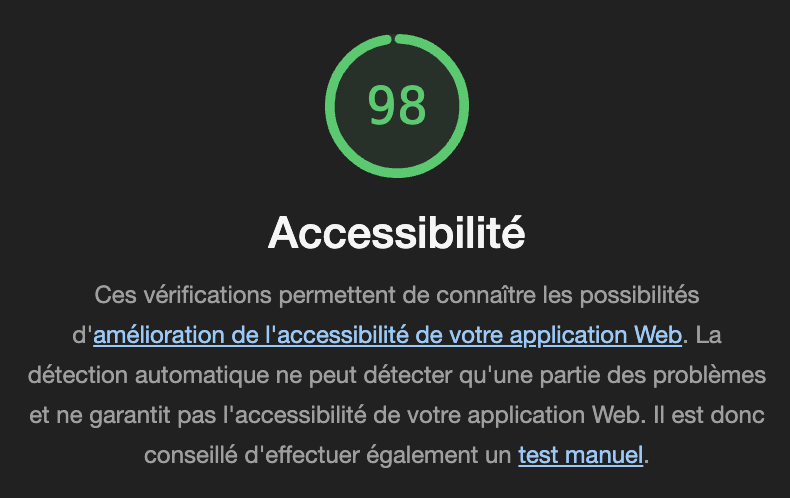 98
Accessibilité
Ces vérifications permettent de connaître les possibilités
d'amélioration de l'accessibilité de votre application Web. La
détection automatique ne peut détecter qu'une partie des problèmes
et ne garantit pas l'accessibilité de votre application Web. Il est donc
conseillé d'effectuer également un test manuel.